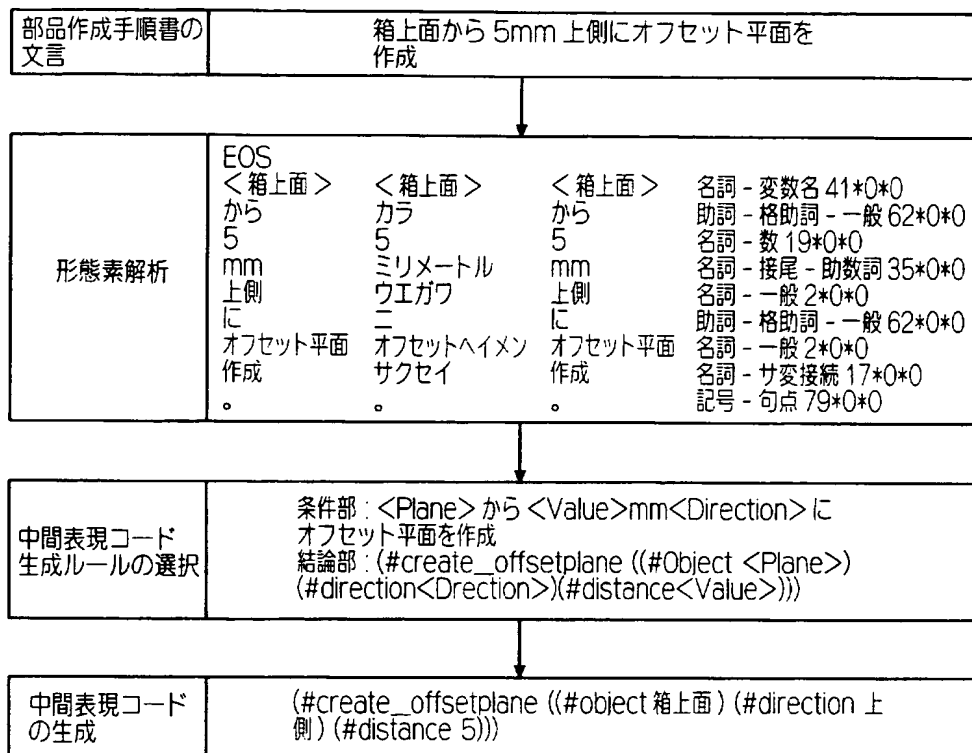 部品作成手順書の
文言
箱上面から 5mm 上側にオフセット平面を
作成
形態素解析
EOS
<箱上面> <箱上面> <箱上面> 名詞 - 変数名 41*0*0
から カラ から 助詞 - 格助詞 - 一般 62*0*0
5 5 5 名詞 - 数 19*0*0
mm ミリメートル mm 名詞 - 接尾 - 助数詞 35*0*0
上側 ウエガワ 上側 名詞 - 一般 2*0*0
に ニ に 助詞 - 格助詞 - 一般 62*0*0
オフセット平面 オフセットヘイメン オフセット平面 名詞 - 一般 2*0*0
作成 サクセイ 作成 名詞 - サ変接続 17*0*0
。 。 。 記号 - 句点 79*0*0
中間表現コード
生成ルールの選択
条件部 : <Plane> から <Value>mm<Direction> に
オフセット平面を作成
結論部 : (#create_offsetplane ((#Object <Plane>)
(#direction<Drection>)(#distance<Value>)))
中間表現コード
の生成
(#create_offsetplane ((#object 箱上面) (#direction 上
側) (#distance 5)))